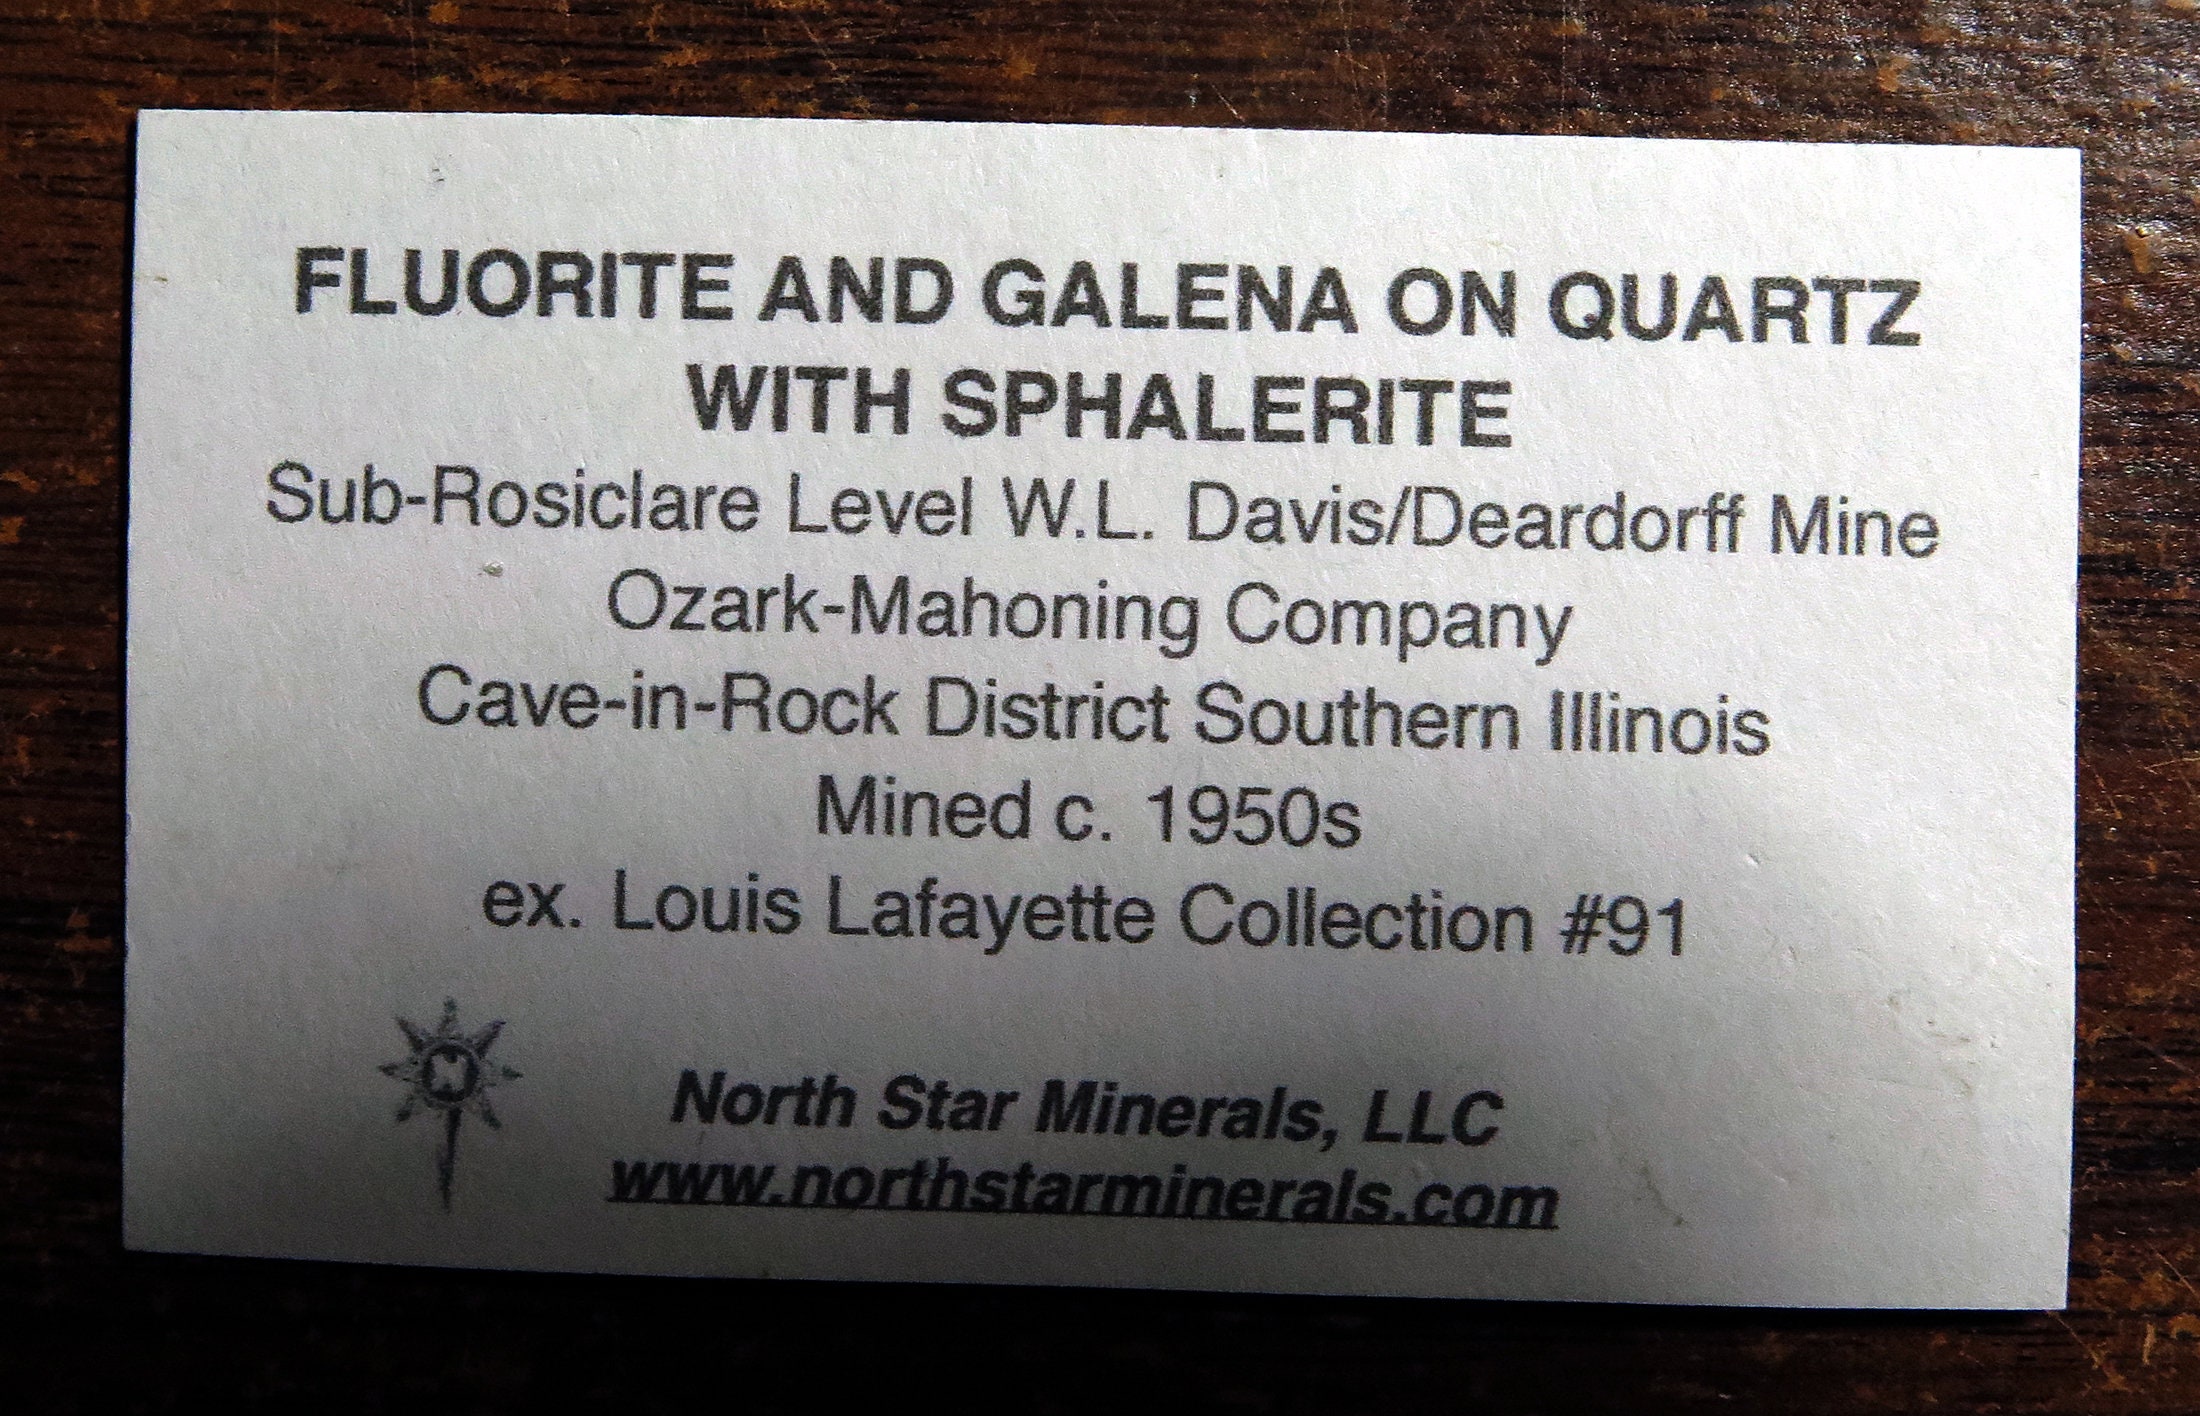 FLUORITE AND GALENA ON QUARTZ
WITH SPHALERITE
Sub-Rosiclare Level W.L. Davis/Deardorff Mine
Ozark-Mahoning Company
Cave-in-Rock District Southern Illinois
Mined c. 1950s
ex. Louis Lafayette Collection #91
North Star Minerals, LLC
www.northstarminerals.com